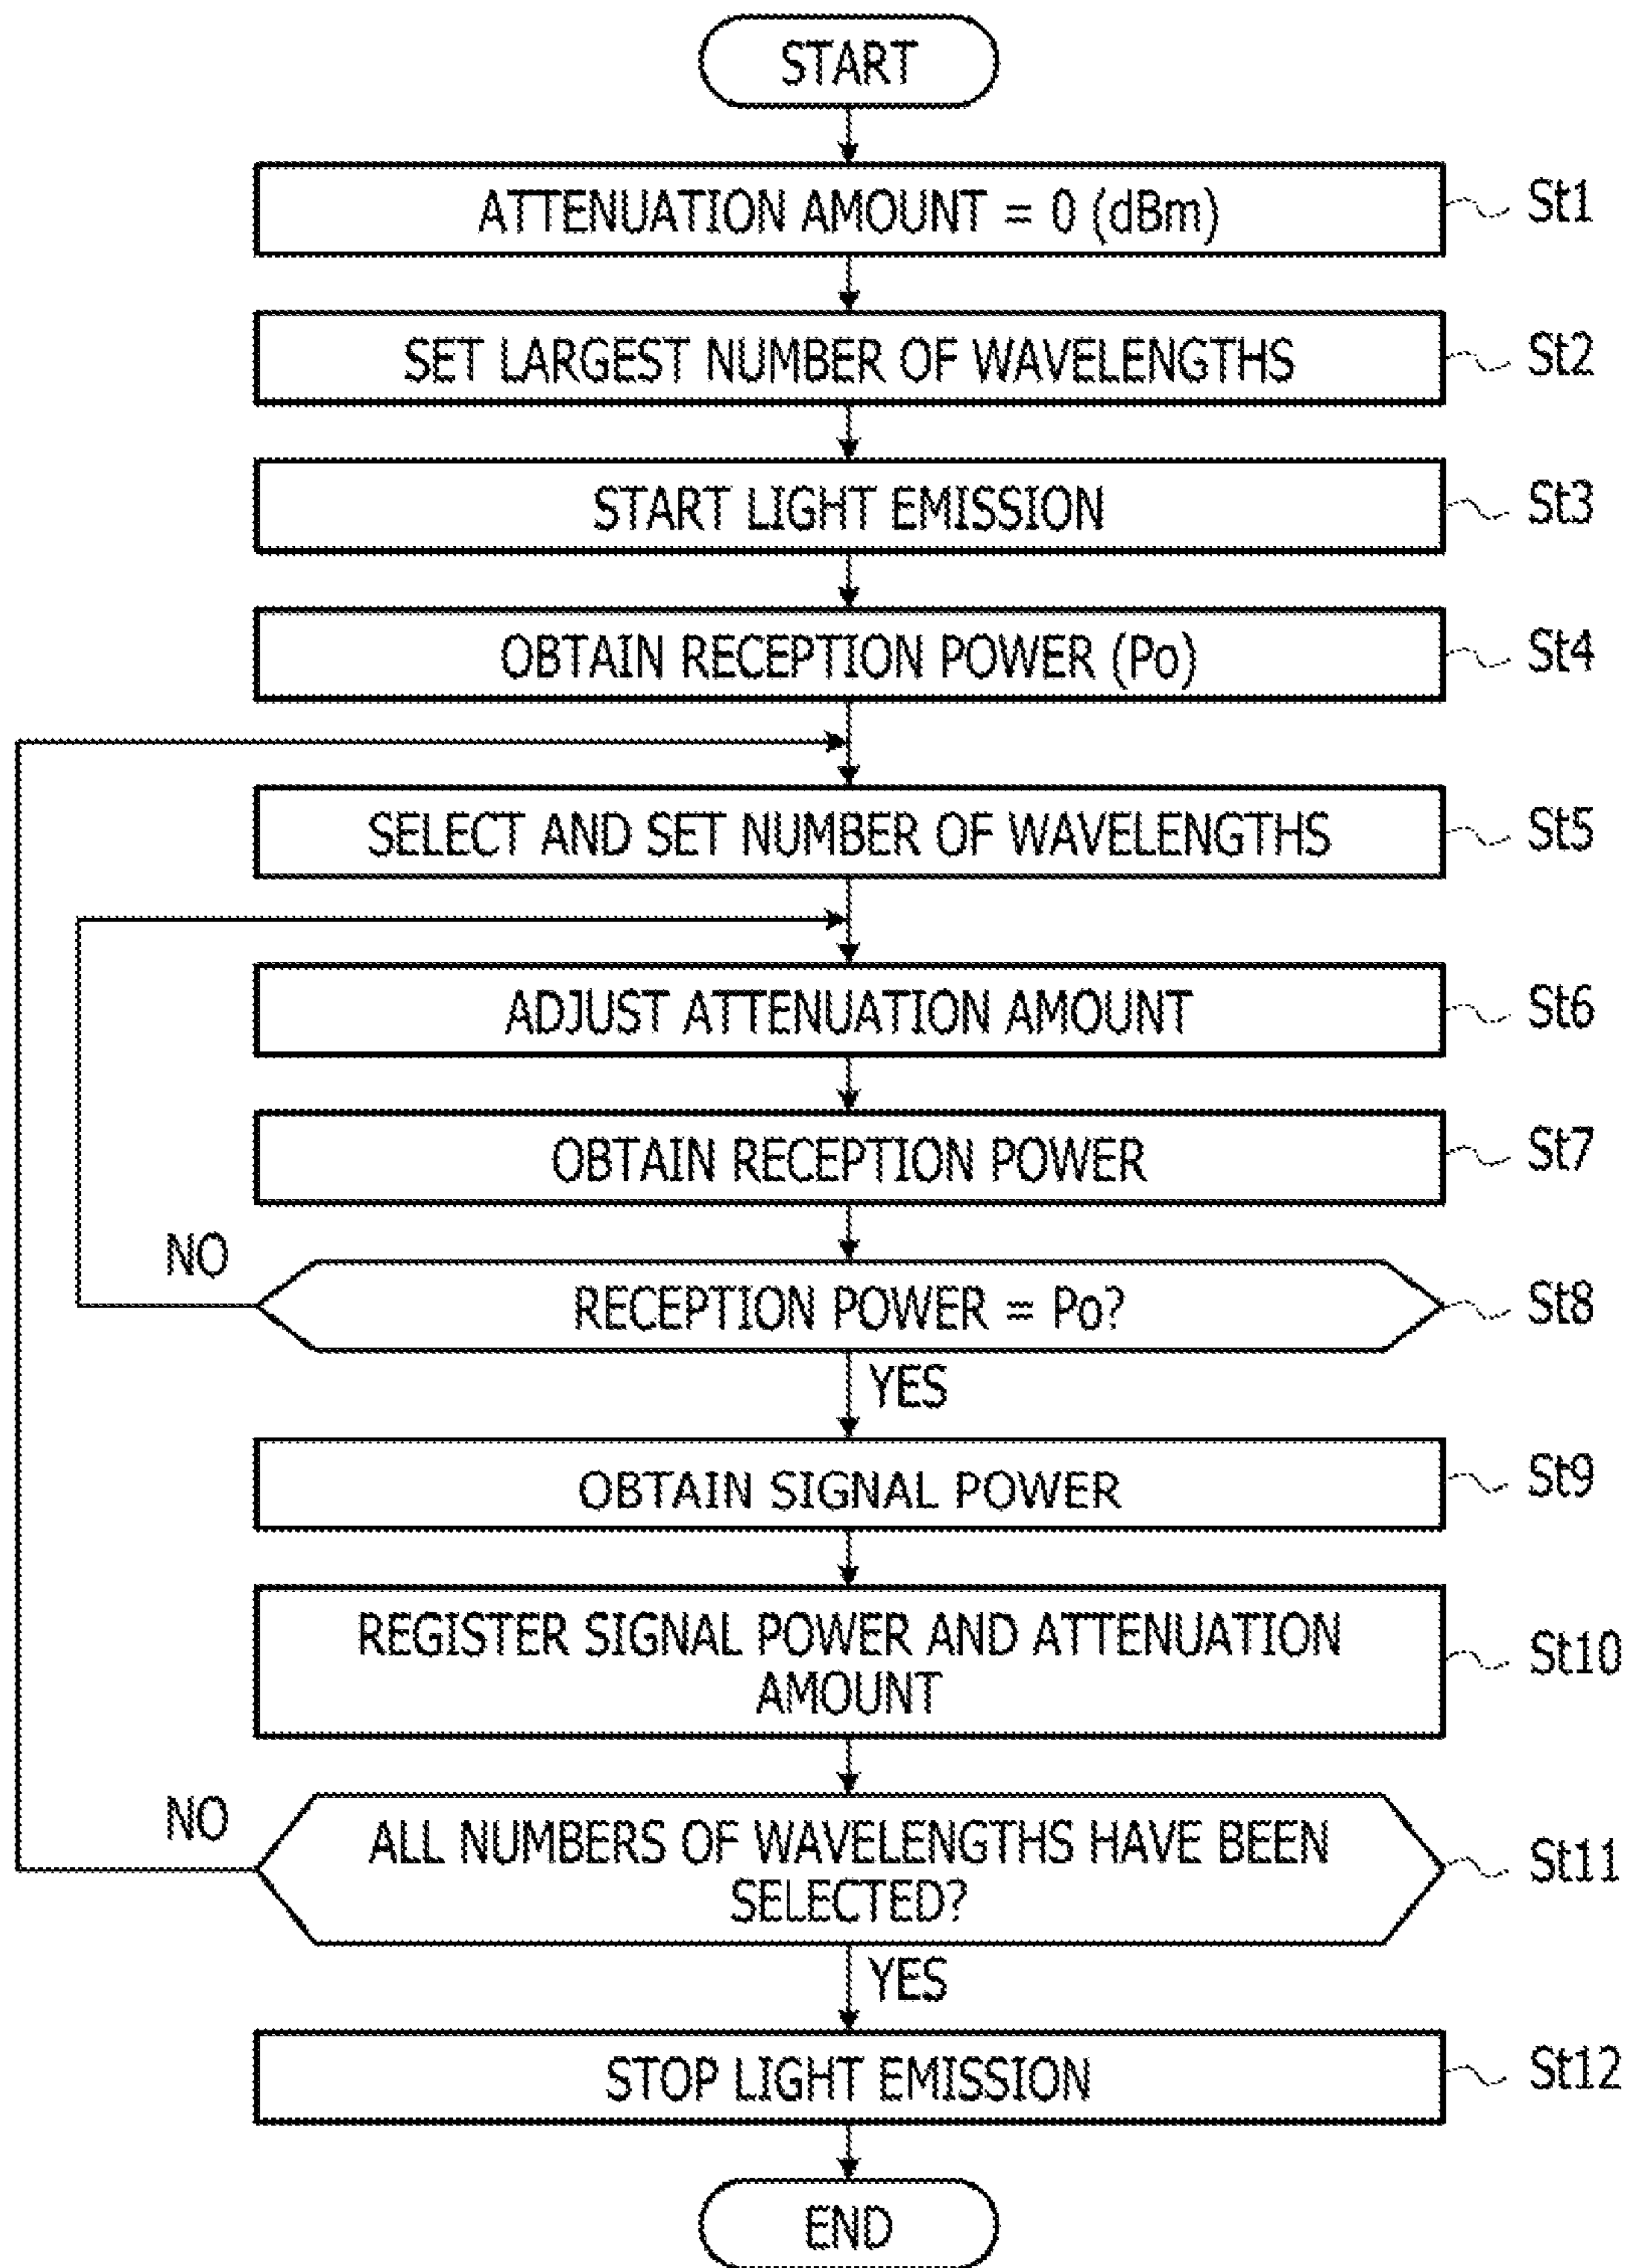 START
ATTENUATION AMOUNT = 0 (dBm)
St1
SET LARGEST NUMBER OF WAVELENGTHS
St2
START LIGHT EMISSION
St3
OBTAIN RECEPTION POWER (Po)
St4
SELECT AND SET NUMBER OF WAVELENGTHS
St5
ADJUST ATTENUATION AMOUNT
St6
OBTAIN RECEPTION POWER
St7
NO
RECEPTION POWER = Po?
St8
YES
OBTAIN SIGNAL POWER
St9
REGISTER SIGNAL POWER AND ATTENUATION
AMOUNT
St10
NO
ALL NUMBERS OF WAVELENGTHS HAVE BEEN
SELECTED?
St11
YES
STOP LIGHT EMISSION
St12
END